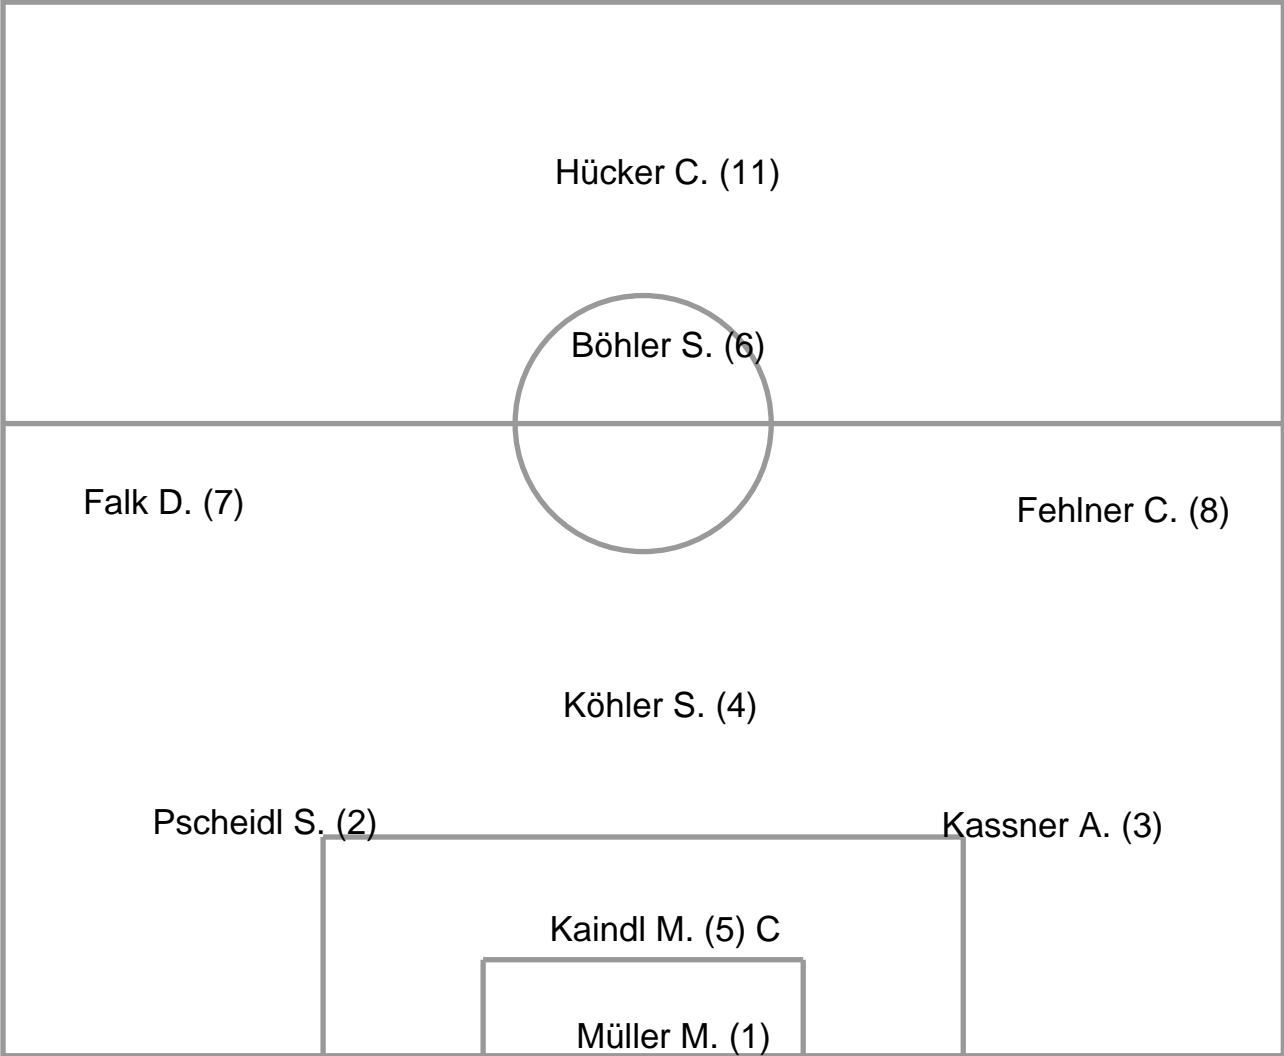 Hücker C. (11)
Böhler S. (6)
Falk D. (7)
Fehlner C. (8)
Köhler S. (4)
Pscheidl S. (2)
Kassner A. (3)
Kaindl M. (5) C
Müller M. (1)